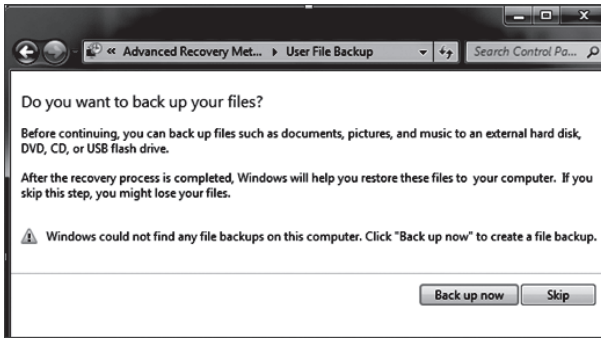 « Advanced Recovery Met... ▸ User File Backup
Search Control Pa...
Do you want to back up your files?
Before continuing, you can back up files such as documents, pictures, and music to an external hard disk,
DVD, CD, or USB flash drive.
After the recovery process is completed, Windows will help you restore these files to your computer. If you
skip this step, you might lose your files.
Windows could not find any file backups on this computer. Click "Back up now" to create a file backup.
Back up now
Skip